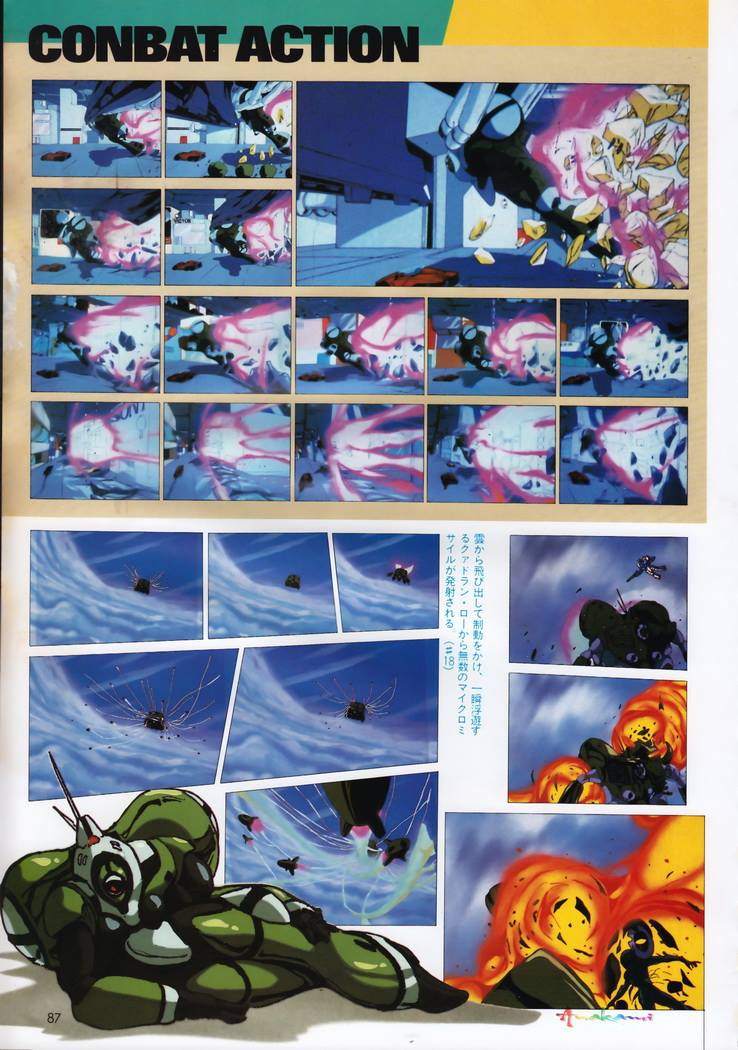 CONBAT ACTION
雲から飛び出して制動をかけ、一瞬浮遊す
るクァドラン・ローから無数のマイクロミ
サイルが発射される。(♯18)
87